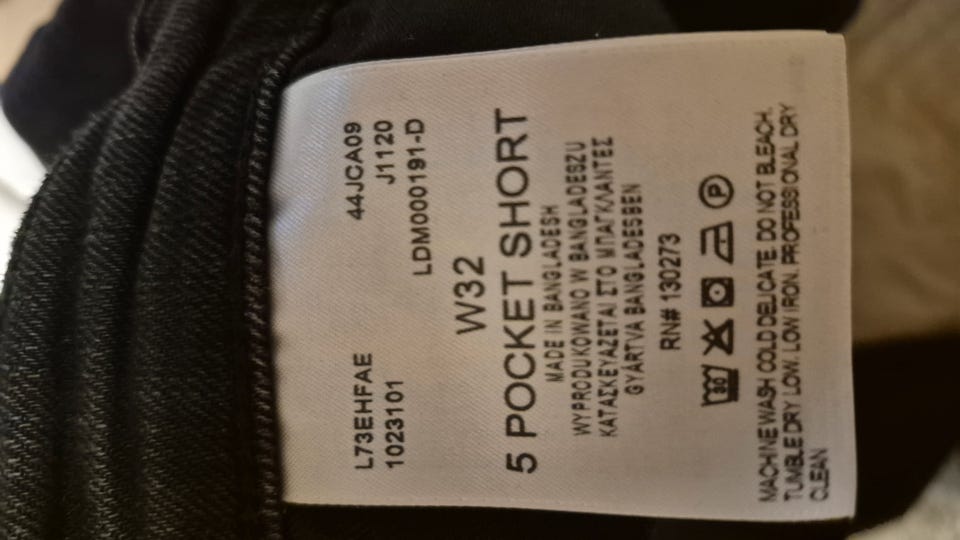 L73EHFAE 44JCA09
1023101 J1120
LDM000191-D
W32
5 POCKET SHORT
MADE IN BANGLADESH
WYPRODUKOWANO W BANGLADESZU
ΚΑΤΑΣΚΕΥΑΖΕΤΑΙ ΣΤΟ ΜΠΑΓΚΛΑΝΤΕΣ
GYÁRTVA BANGLADESBEN
RN# 130273
30 P
MACHINE WASH COLD DELICATE. DO NOT BLEACH.
TUMBLE DRY LOW. LOW IRON. PROFESSIONAL DRY
CLEAN